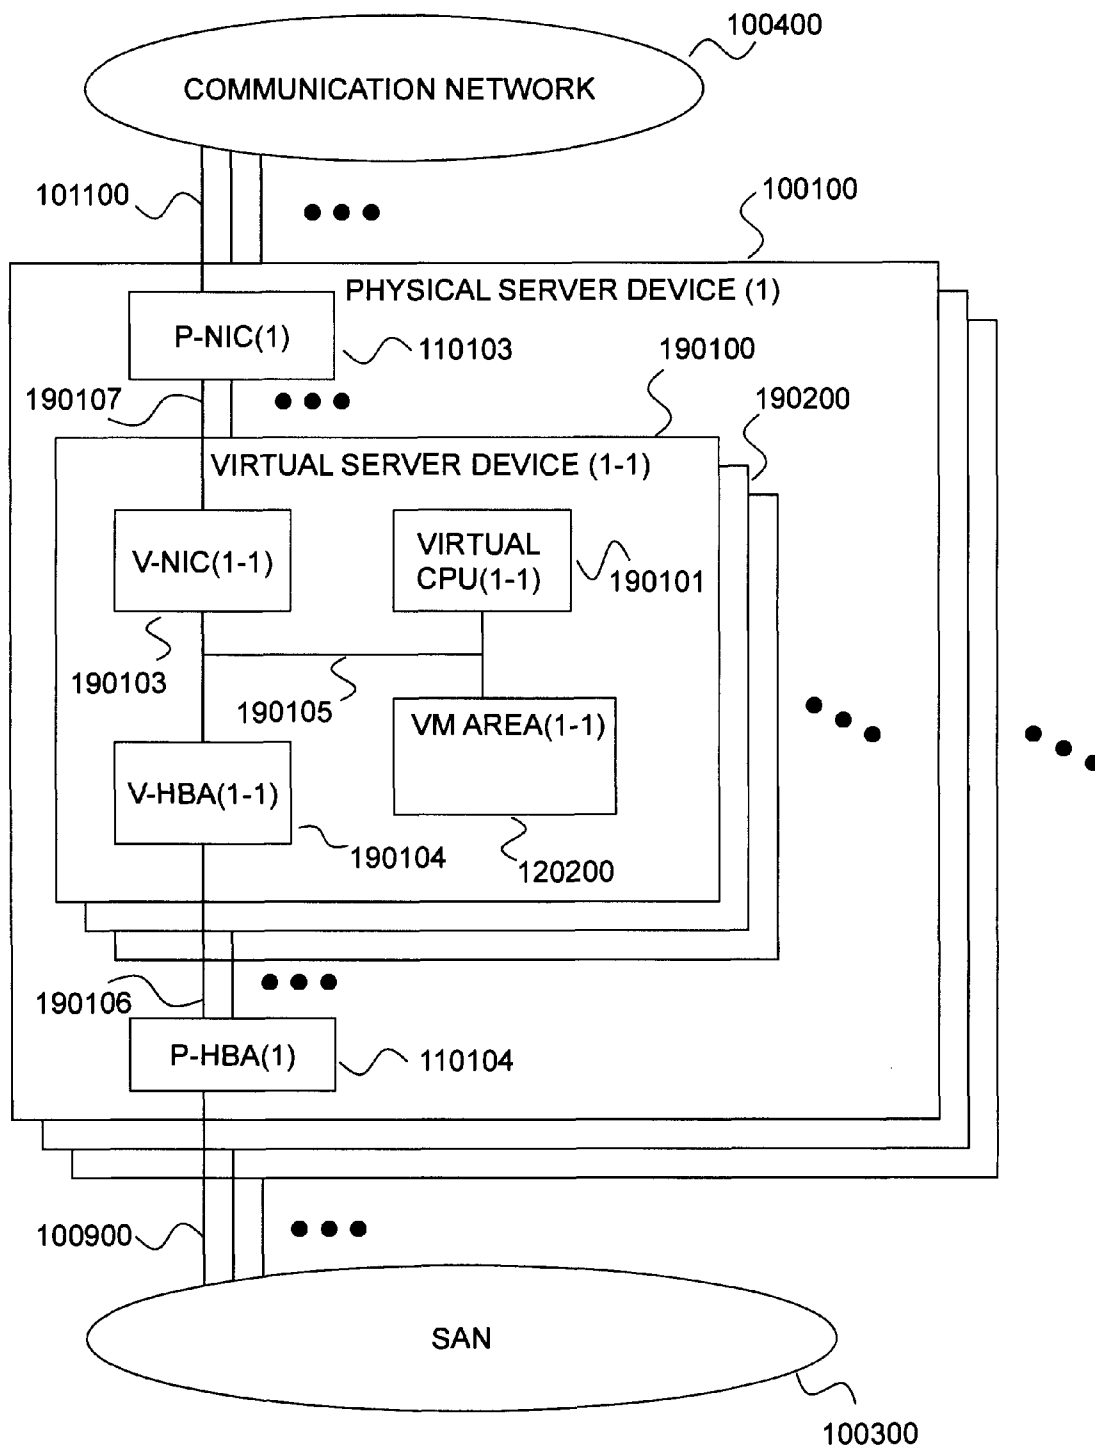 100400
COMMUNICATION NETWORK
101100
100100
PHYSICAL SERVER DEVICE (1)
P-NIC(1)
110103
190100
190107
190200
VIRTUAL SERVER DEVICE (1-1)
V-NIC(1-1)
VIRTUAL
CPU(1-1)
190101
190103
190105
VM AREA(1-1)
V-HBA(1-1)
190104
120200
190106
P-HBA(1)
110104
100900
SAN
100300